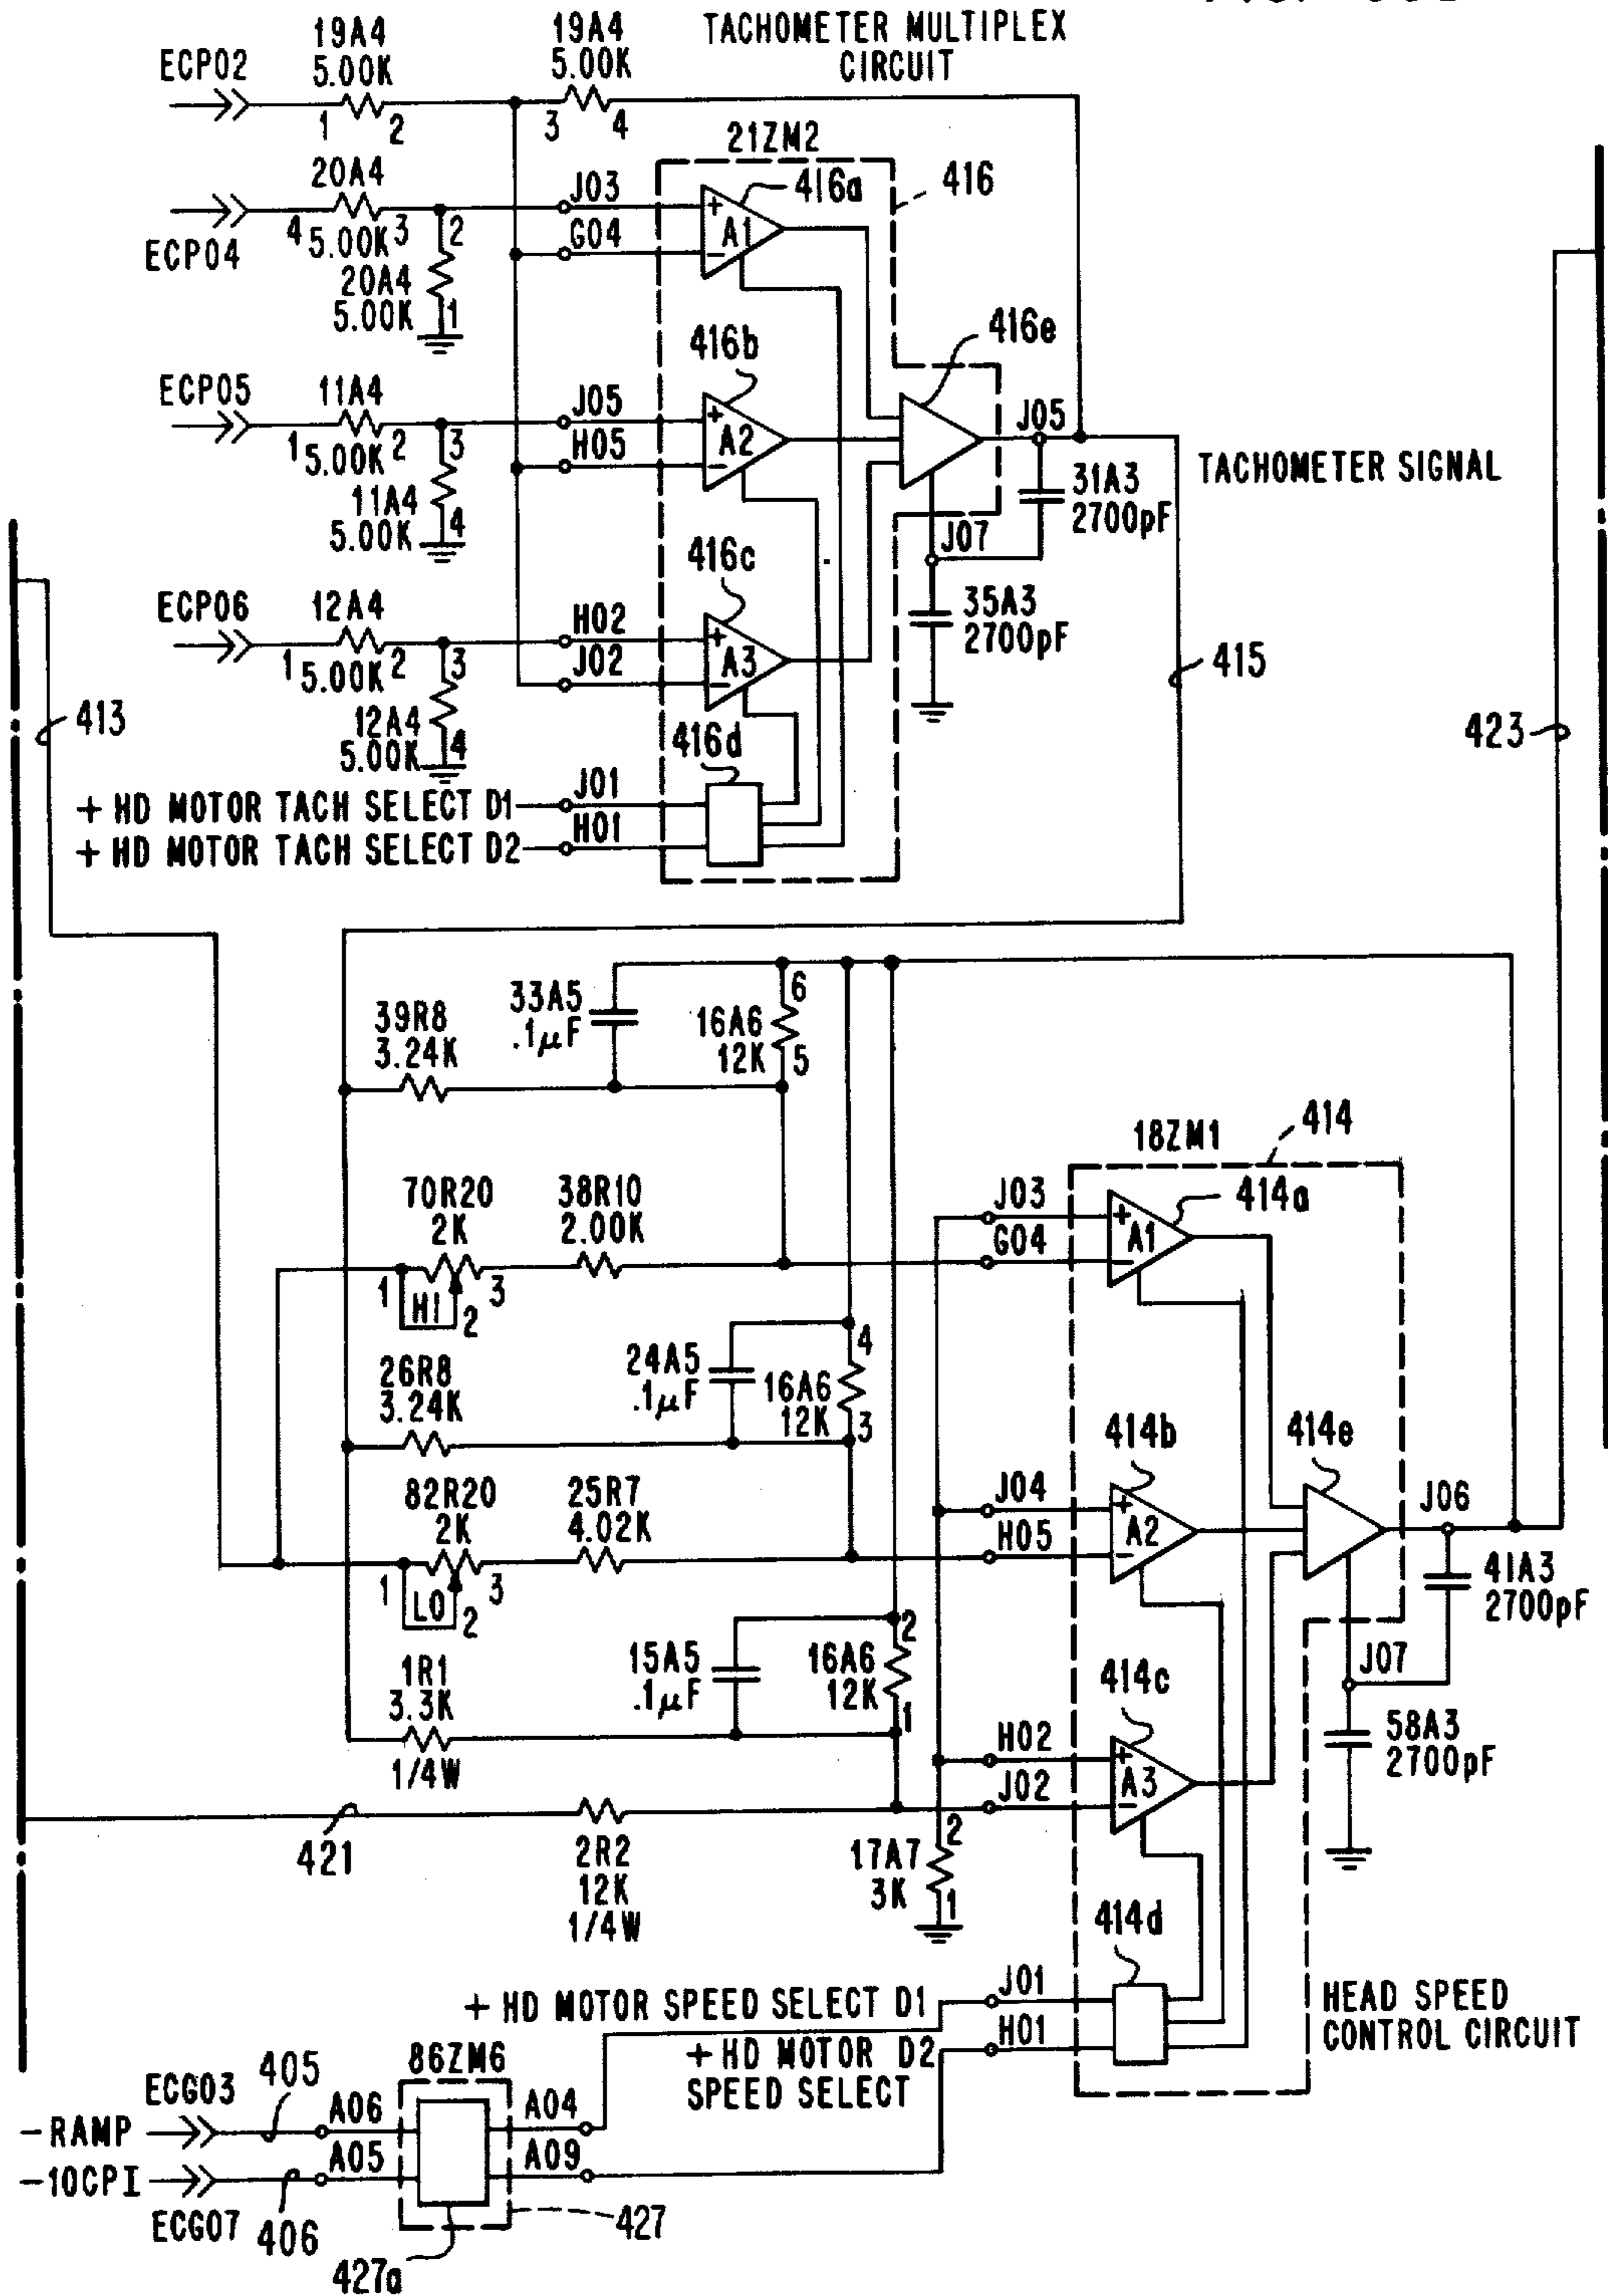 19A4
5.00K
19A4
5.00K
TACHOMETER MULTIPLEX
CIRCUIT
ECP02
1
2
3
4
20A4
5.00K
4
3
2
ECP04
20A4
5.00K
1
J03
G04
21ZM2
416a
416
+
A1
-
ECP05
11A4
5.00K
1
2
3
11A4
5.00K
4
J05
H05
416b
+
A2
-
416e
J05
31A3
2700pF
TACHOMETER SIGNAL
J07
35A3
2700pF
ECP06
12A4
5.00K
1
2
3
12A4
5.00K
4
H02
J02
416c
+
A3
-
416d
415
413
423
+ HD MOTOR TACH SELECT D1
J01
+ HD MOTOR TACH SELECT D2
H01
39R8
3.24K
33A5
.1μF
16A6
12K
6
5
70R20
2K
1
HI
2
3
38R10
2.00K
J03
G04
18ZM1
414
414a
+
A1
-
26R8
3.24K
24A5
.1μF
16A6
12K
4
3
82R20
2K
1
LO
2
3
25R7
4.02K
J04
H05
414b
+
A2
-
414e
J06
41A3
2700pF
J07
58A3
2700pF
1R1
3.3K
1/4W
15A5
.1μF
16A6
12K
2
1
H02
J02
414c
+
A3
-
421
2R2
12K
1/4W
17A7
3K
2
1
414d
+ HD MOTOR SPEED SELECT D1
J01
+ HD MOTOR D2
SPEED SELECT
H01
HEAD SPEED
CONTROL CIRCUIT
86ZM6
-RAMP
ECG03
405
A06
A04
-10CPI
ECG07
406
A05
A09
427
427a